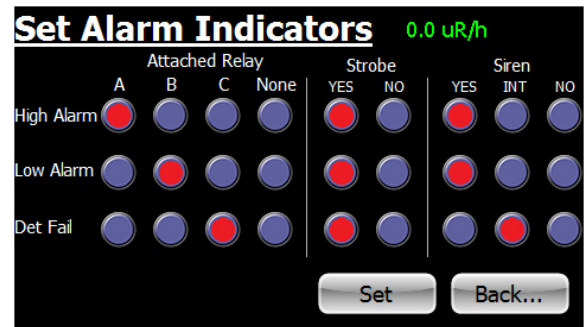 Set Alarm Indicators 0.0 uR/h
Attached Relay Strobe Siren
A B C None YES NO YES INT NO
High Alarm
Low Alarm
Det Fail
Set Back...